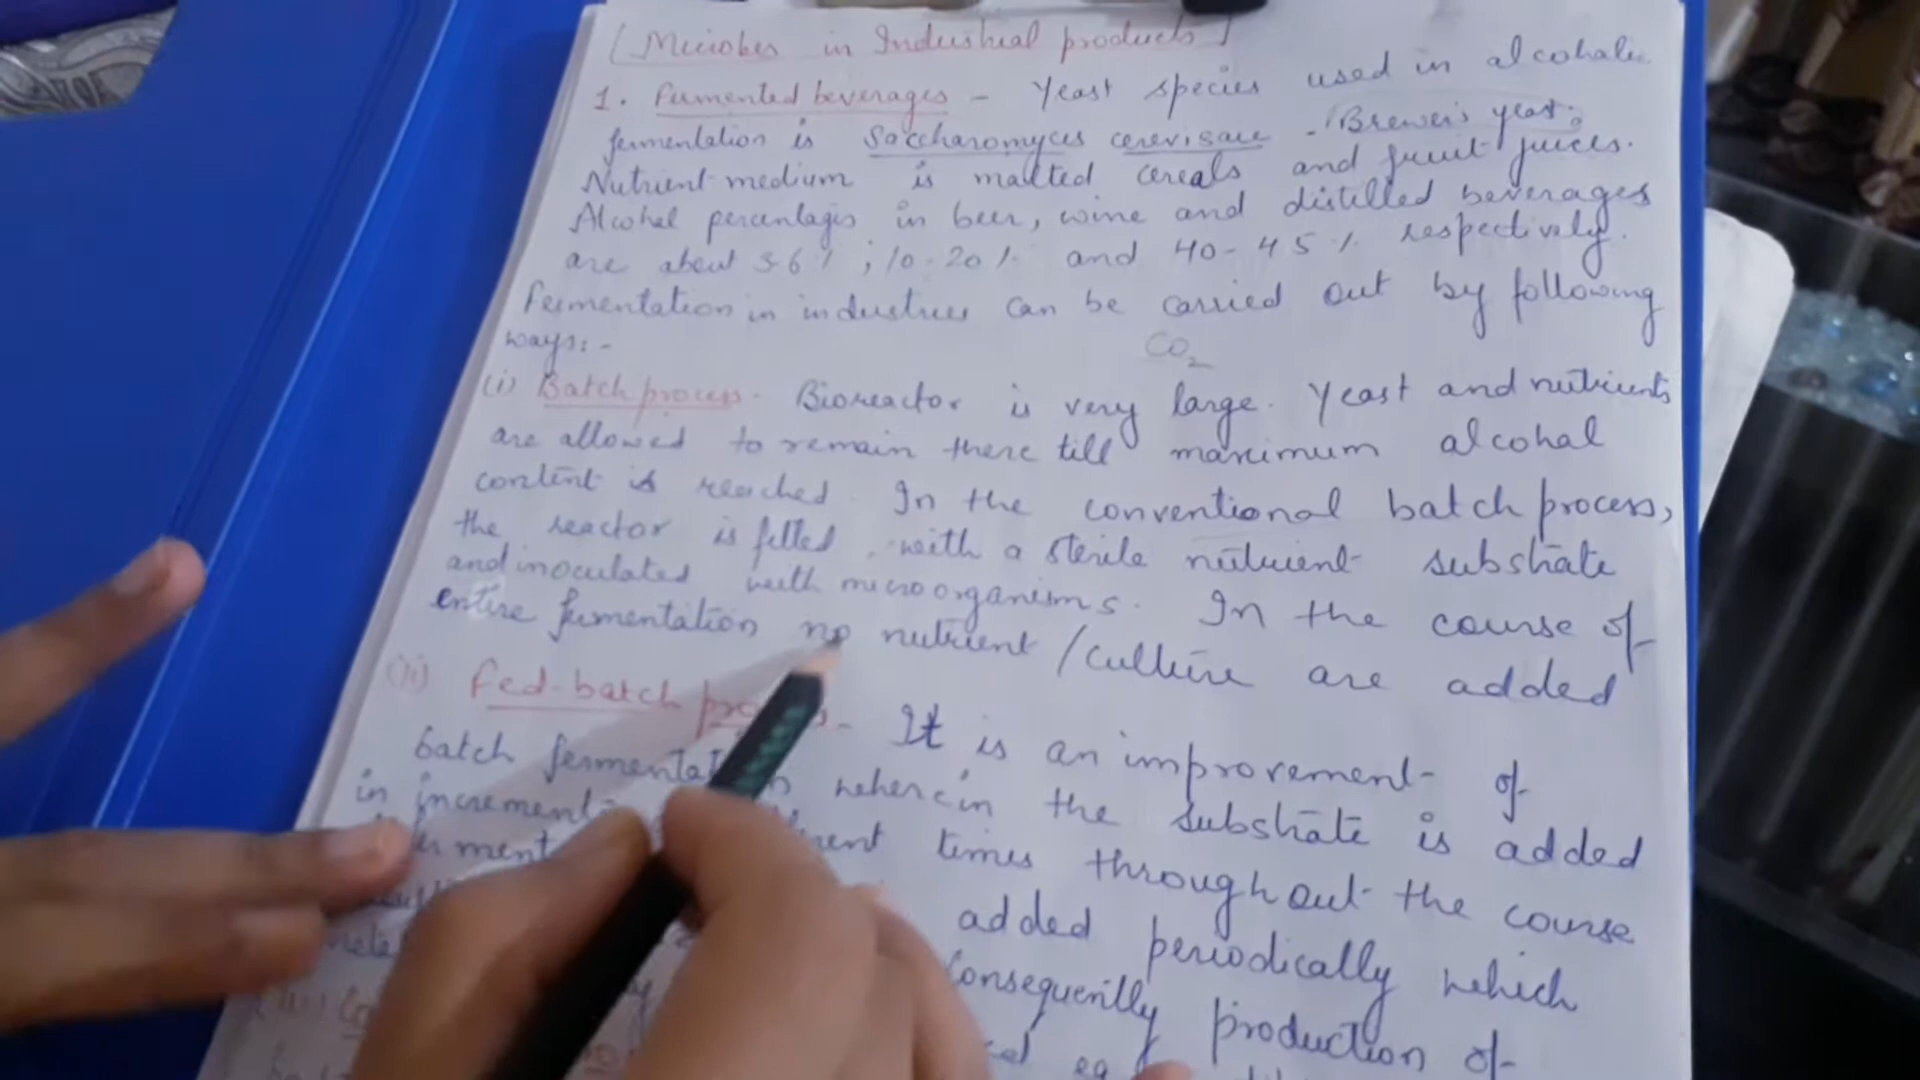 [Microbes in Industrial products]
1. Fermented beverages - Yeast species used in alcohalic
fermentation is Saccharomyces cerevisae - (Brewer's yeast).
Nutrient medium is malted cereals and fruit juices.
Alcohol percentages in beer, wine and distilled beverages
are about 3-6%; 10-20% and 40-45% respectively.
Fermentation in industries can be carried out by following
ways:-
CO2
(i) Batch process. Bioreactor is very large. Yeast and nutrients
are allowed to remain there till maximum alcohal
content is reached. In the conventional batch process,
the reactor is filled with a sterile nutrient substrate
and inoculated with microorganisms. In the course of
entire fermentation no nutrient / culture are added
(ii) Fed-batch - It is an improvement of
batch wherein the substrate is added
in times throughout the course
added periodically which
Consequently production of